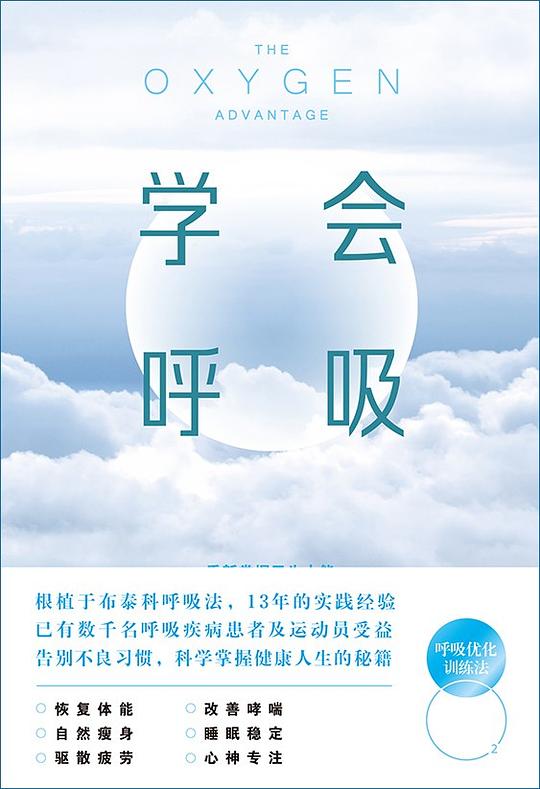 THE
OXYGEN
ADVANTAGE
学会
呼吸
根植于布泰科呼吸法，13年的实践经验
已有数千名呼吸疾病患者及运动员受益
告别不良习惯，科学掌握健康人生的秘籍
呼吸优化
训练法
恢复体能 改善哮喘
自然瘦身 睡眠稳定
驱散疲劳 心神专注
2